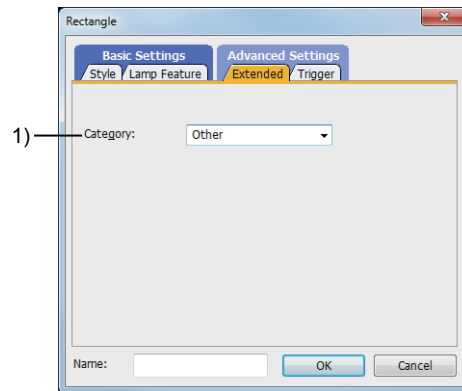 Rectangle
Basic Settings Advanced Settings
Style Lamp Feature Extended Trigger
1) Category: Other
Name: OK Cancel